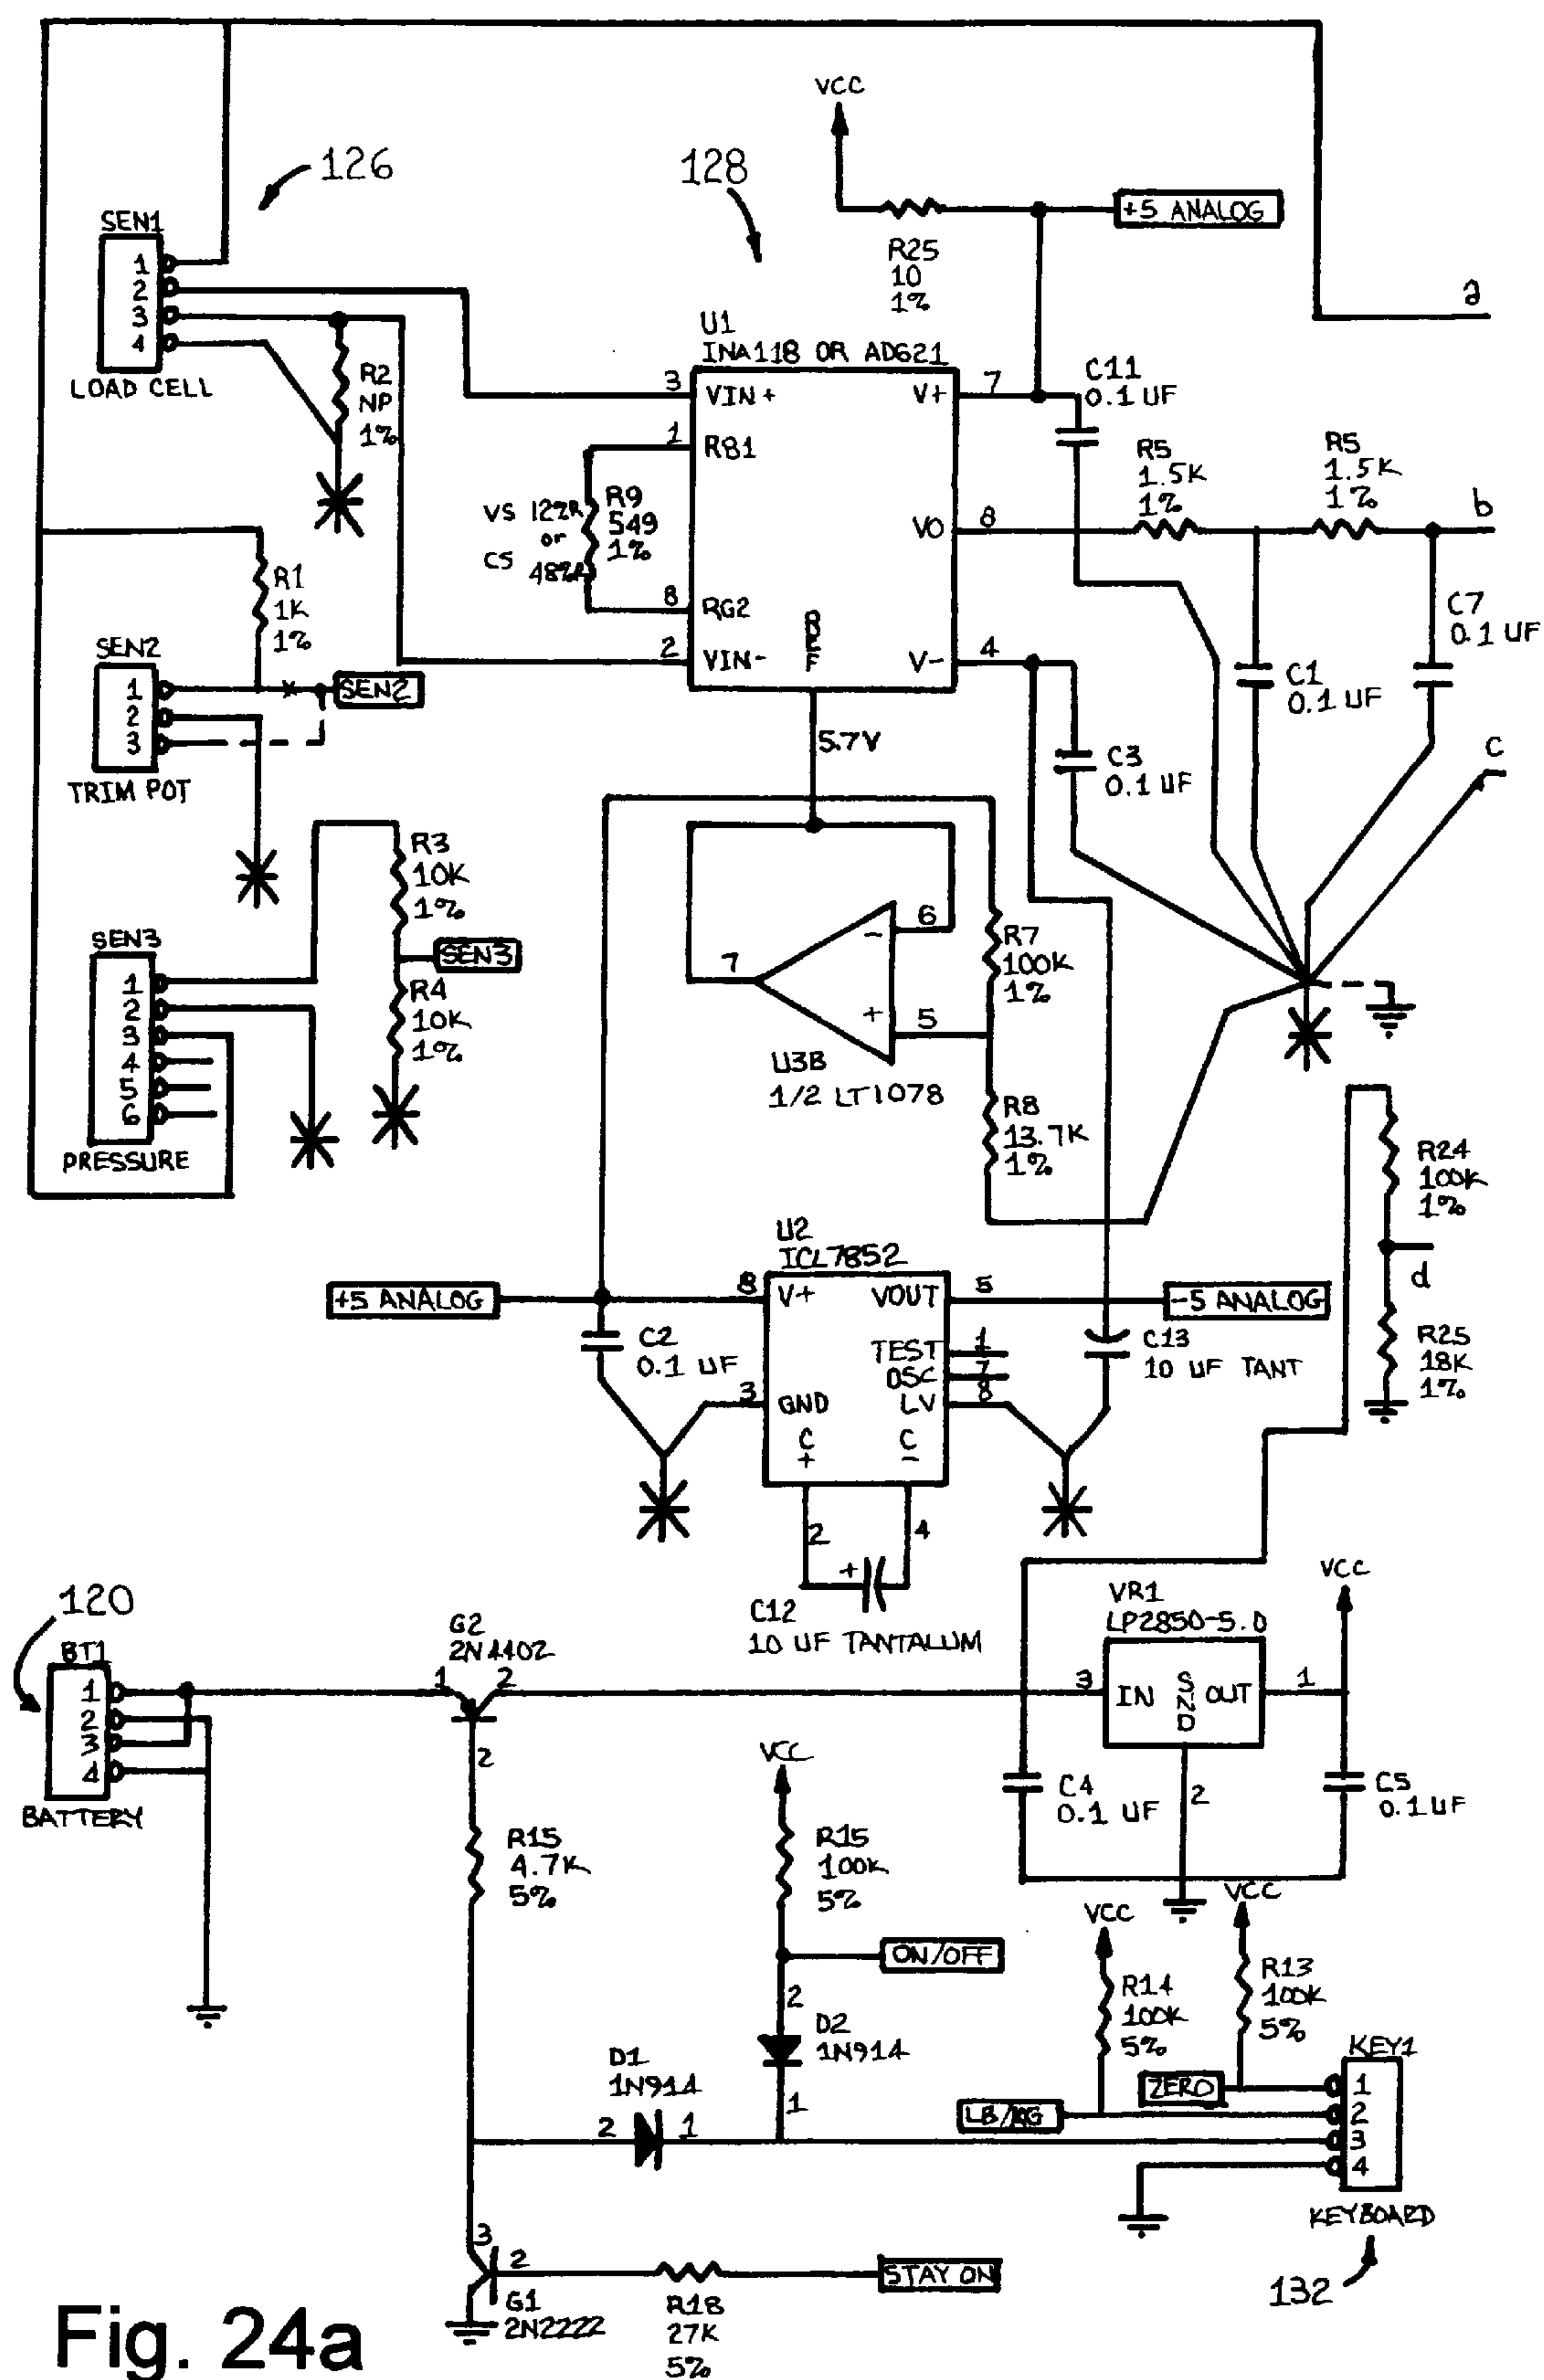 VCC
126
128
+5 ANALOG
SEN1
R25
10
1%
a
1
2
3
4
LOAD CELL
R2
NP
1%
U1
INA118 OR AD621
3 VIN+
V+ 7
C11
0.1 UF
1 RB1
VS 122R
or
CS 48
R9
549
1%
R5
1.5K
1%
R5
1.5K
1%
b
VO 8
8 RG2
REF
2 VIN-
V- 4
R1
1K
1%
C7
0.1 UF
SEN2
1
2
3
TRIM POT
SEN2
C1
0.1 UF
5.7V
C3
0.1 UF
c
R3
10K
1%
SEN3
R4
10K
1%
SEN3
1
2
3
4
5
6
PRESSURE
- 6
7
+ 5
U3B
1/2 LT1078
R7
100K
1%
R8
13.7K
1%
R24
100K
1%
d
R25
18K
1%
U2
ICL7852
+5 ANALOG
8 V+
VOUT 5
-5 ANALOG
C2
0.1 UF
TEST 1
OSC 7
3 GND
LV 8
C
+
C
-
C13
10 UF TANT
2
4
+
C12
10 UF TANTALUM
120
BT1
1
2
3
4
BATTERY
G2
2N4402
1
2
2
VR1
LP2850-5.0
VCC
3 IN
GND
OUT 1
2
C4
0.1 UF
C5
0.1UF
R15
4.7K
5%
VCC
R15
100K
5%
ON/OFF
2
D2
1N914
1
D1
1N914
2
1
VCC
R14
100K
5%
VCC
R13
100K
5%
ZERO
LB/KG
KEY1
1
2
3
4
KEYBOARD
132
3
2
G1
2N2222
R18
27K
5%
STAY ON
Fig. 24a